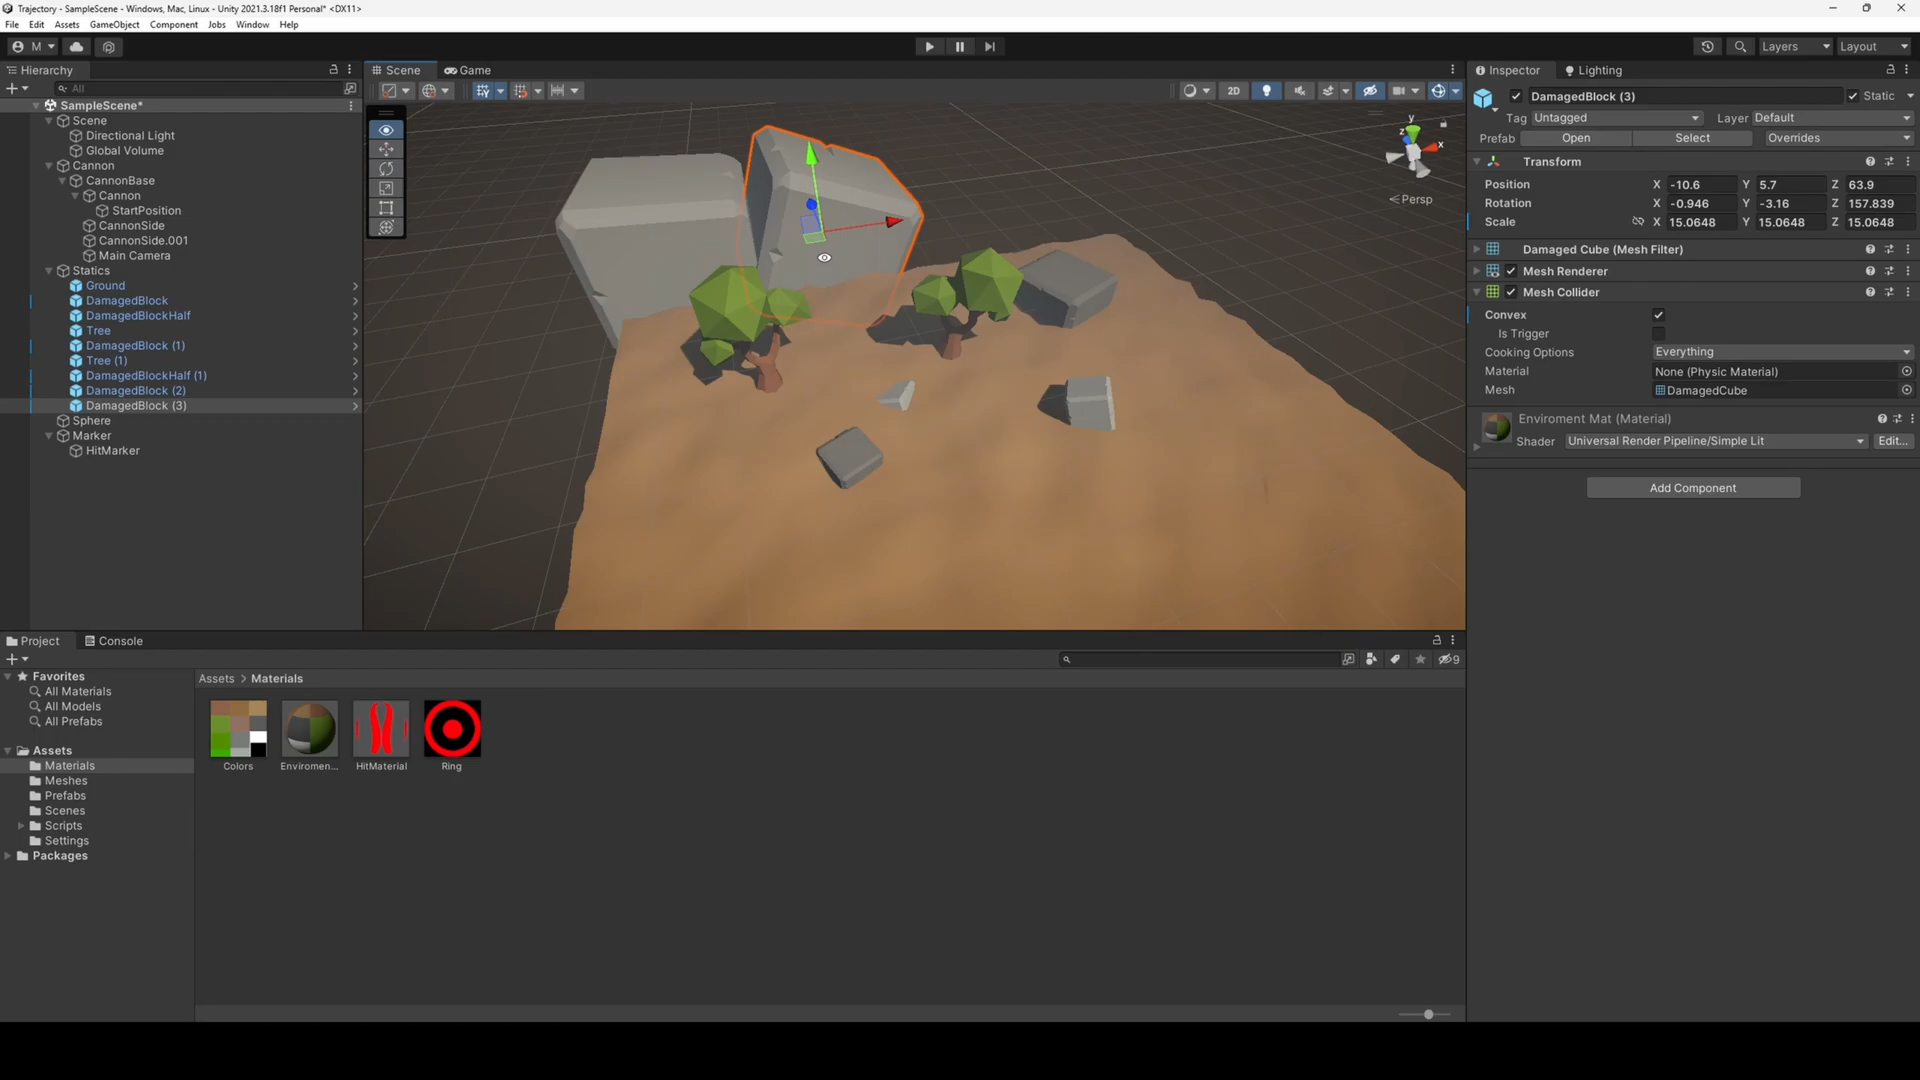 Trajectory - SampleScene - Windows, Mac, Linux - Unity 2021.3.18f1 Personal* <DX11>
File Edit Assets GameObject Component Jobs Window Help
M Layers Layout
Hierarchy
All
SampleScene*
Scene
Directional Light
Global Volume
Cannon
CannonBase
Cannon
StartPosition
CannonSide
CannonSide.001
Main Camera
Statics
Ground
DamagedBlock
DamagedBlockHalf
Tree
DamagedBlock (1)
Tree (1)
DamagedBlockHalf (1)
DamagedBlock (2)
DamagedBlock (3)
Sphere
Marker
HitMarker
Scene Game
2D
y
z
x
Persp
Inspector Lighting
DamagedBlock (3) Static
Tag Untagged Layer Default
Prefab Open Select Overrides
Transform
Position X -10.6 Y 5.7 Z 63.9
Rotation X -0.946 Y -3.16 Z 157.839
Scale X 15.0648 Y 15.0648 Z 15.0648
Damaged Cube (Mesh Filter)
Mesh Renderer
Mesh Collider
Convex
Is Trigger
Cooking Options Everything
Material None (Physic Material)
Mesh DamagedCube
Enviroment Mat (Material)
Shader Universal Render Pipeline/Simple Lit Edit...
Add Component
Project Console
9
Favorites
All Materials
All Models
All Prefabs
Assets
Materials
Meshes
Prefabs
Scenes
Scripts
Settings
Packages
Assets > Materials
Colors Enviromen... HitMaterial Ring